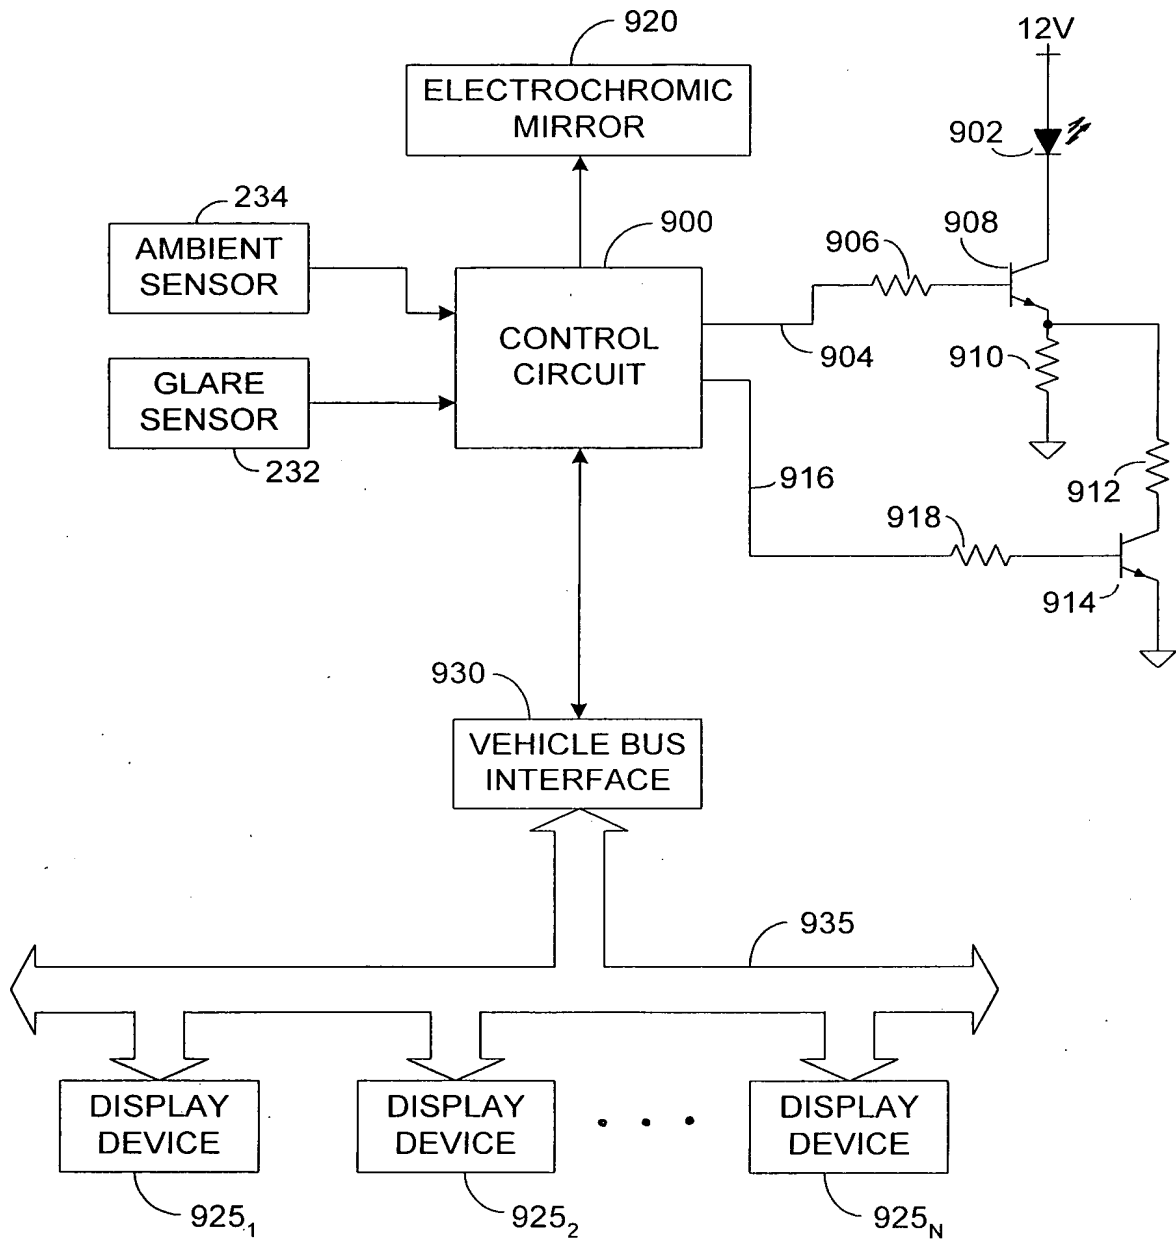 920
12V
ELECTROCHROMIC
MIRROR
902
234
900
908
906
AMBIENT
SENSOR
CONTROL
CIRCUIT
904
910
GLARE
SENSOR
232
916
912
918
914
930
VEHICLE BUS
INTERFACE
935
DISPLAY
DEVICE
DISPLAY
DEVICE
. . .
DISPLAY
DEVICE
925₁
925₂
925N